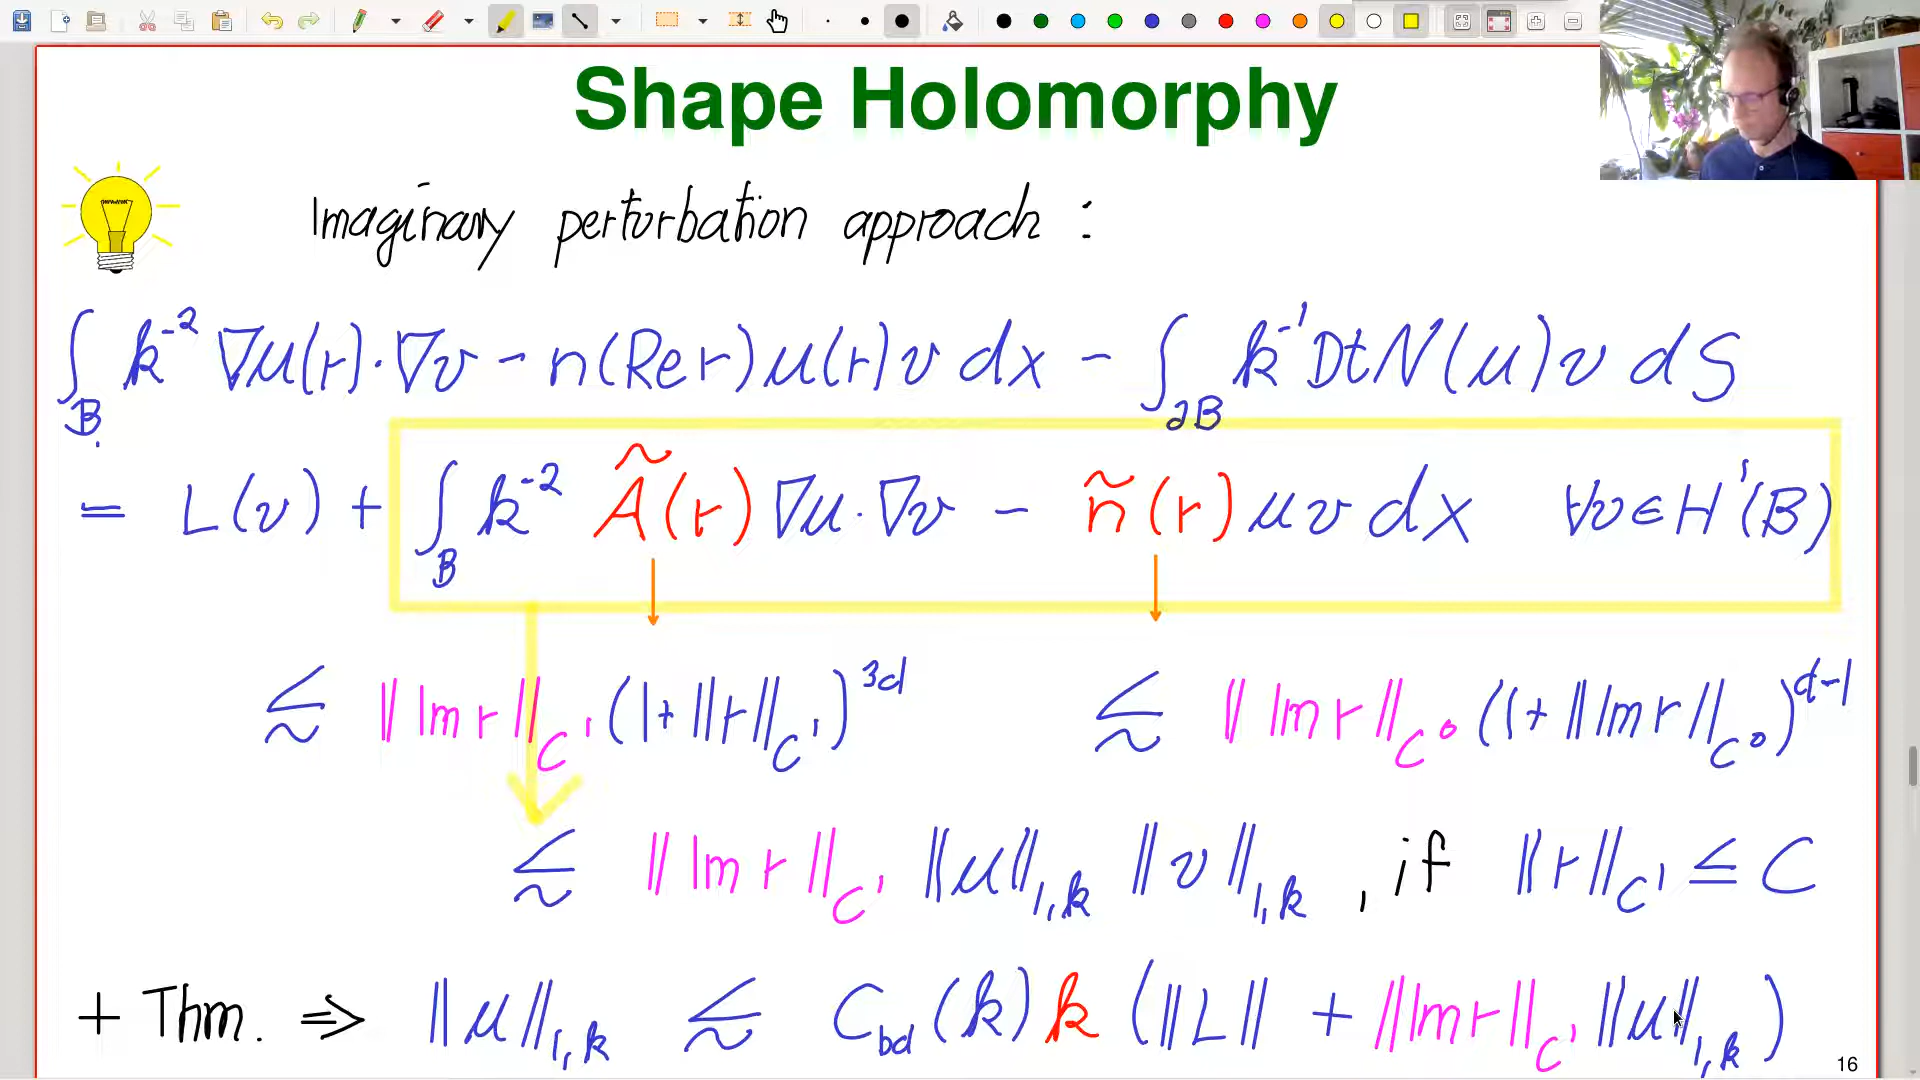 Shape Holomorphy
Imaginary perturbation approach :
∫_B k^{-2} ∇u(r)·∇v − n(Re r)u(r)v dx − ∫_{∂B} k^{-1} DtN(u)v dS
= L(v) + ∫_B k^{-2} Ã(r)∇u·∇v − ñ(r)uv dx ∀v∈H^1(B)
≲ ‖Im r‖_{C^1}(1+‖r‖_{C^1})^{3d} ≲ ‖Im r‖_{C^0}(1+‖Im r‖_{C^0})^{d-1}
≲ ‖Im r‖_{C^1} ‖u‖_{1,k} ‖v‖_{1,k} , if ‖r‖_{C^1} ≤ C
+ Thm. ⇒ ‖u‖_{1,k} ≲ C_{bd}(k) k (‖L‖ + ‖Im r‖_{C^1} ‖u‖_{1,k})
16